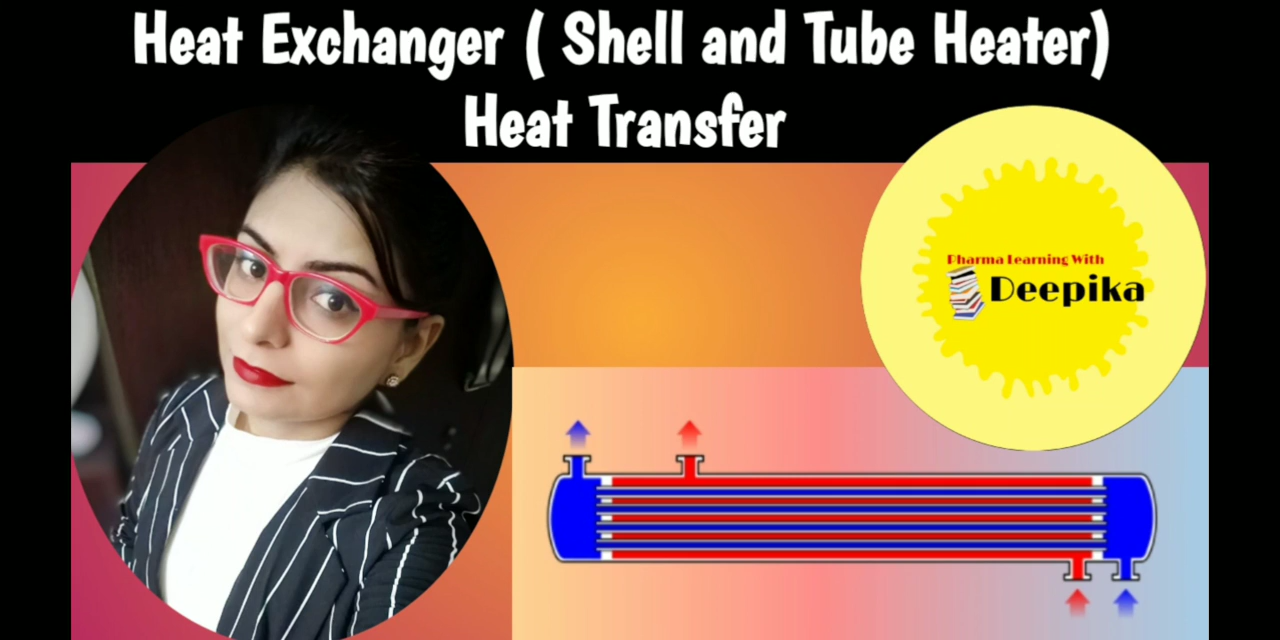 Heat Exchanger ( Shell and Tube Heater)
Heat Transfer
Pharma Learning With
Deepika